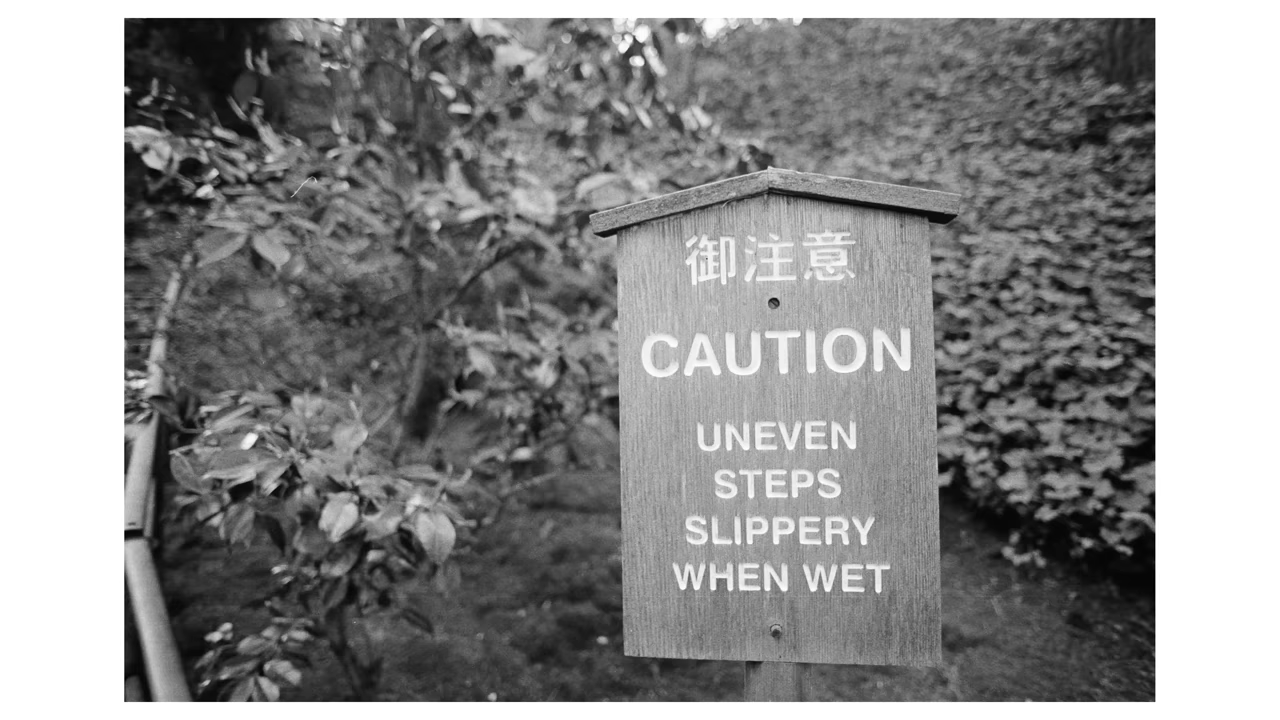 御注意
CAUTION
UNEVEN
STEPS
SLIPPERY
WHEN WET